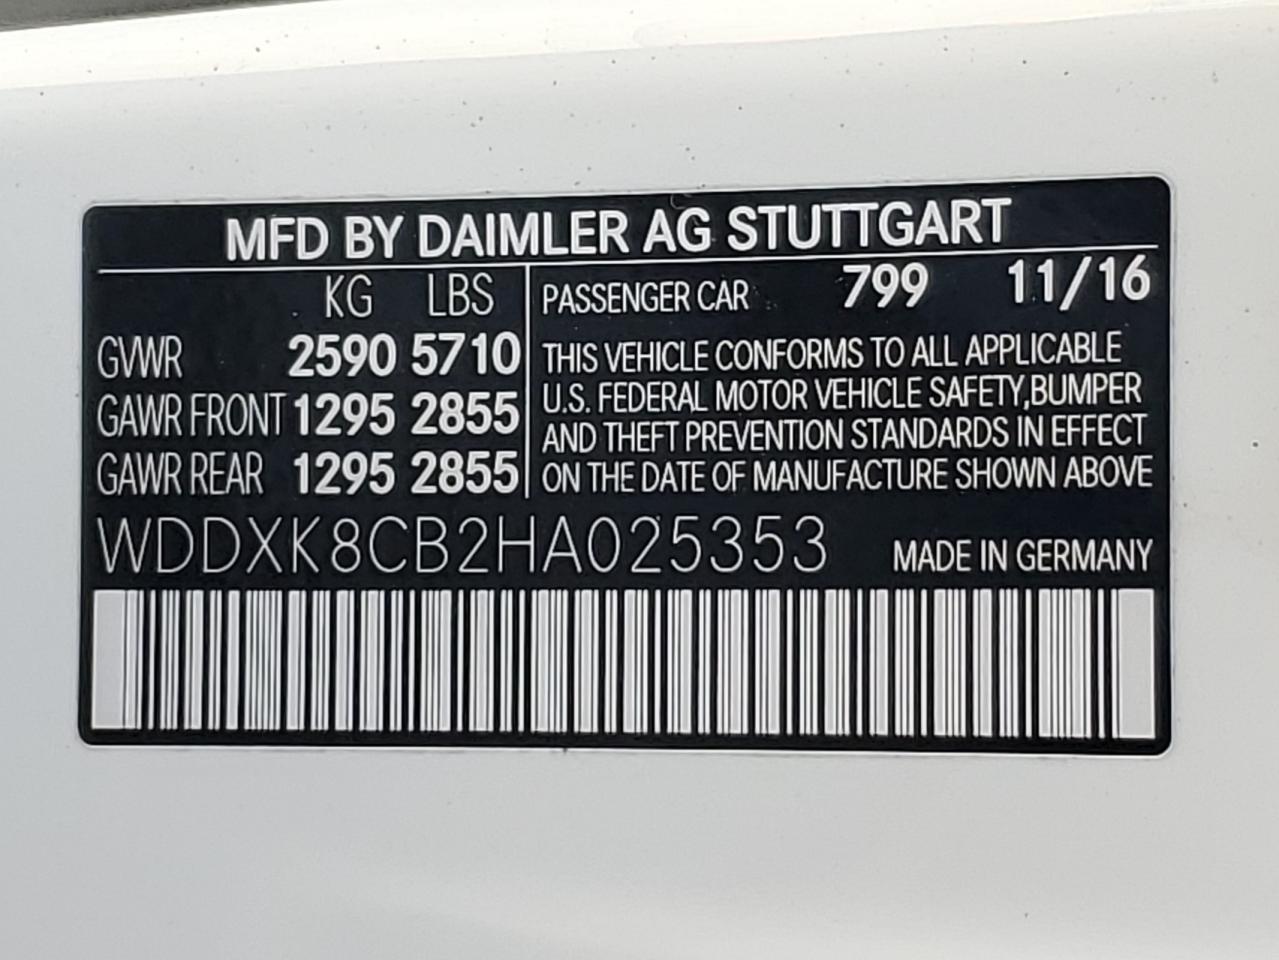 MFD BY DAIMLER AG STUTTGART
KG LBS
GVWR 2590 5710
GAWR FRONT 1295 2855
GAWR REAR 1295 2855
PASSENGER CAR 799 11/16
THIS VEHICLE CONFORMS TO ALL APPLICABLE
U.S. FEDERAL MOTOR VEHICLE SAFETY,BUMPER
AND THEFT PREVENTION STANDARDS IN EFFECT
ON THE DATE OF MANUFACTURE SHOWN ABOVE
WDDXK8CB2HA025353 MADE IN GERMANY